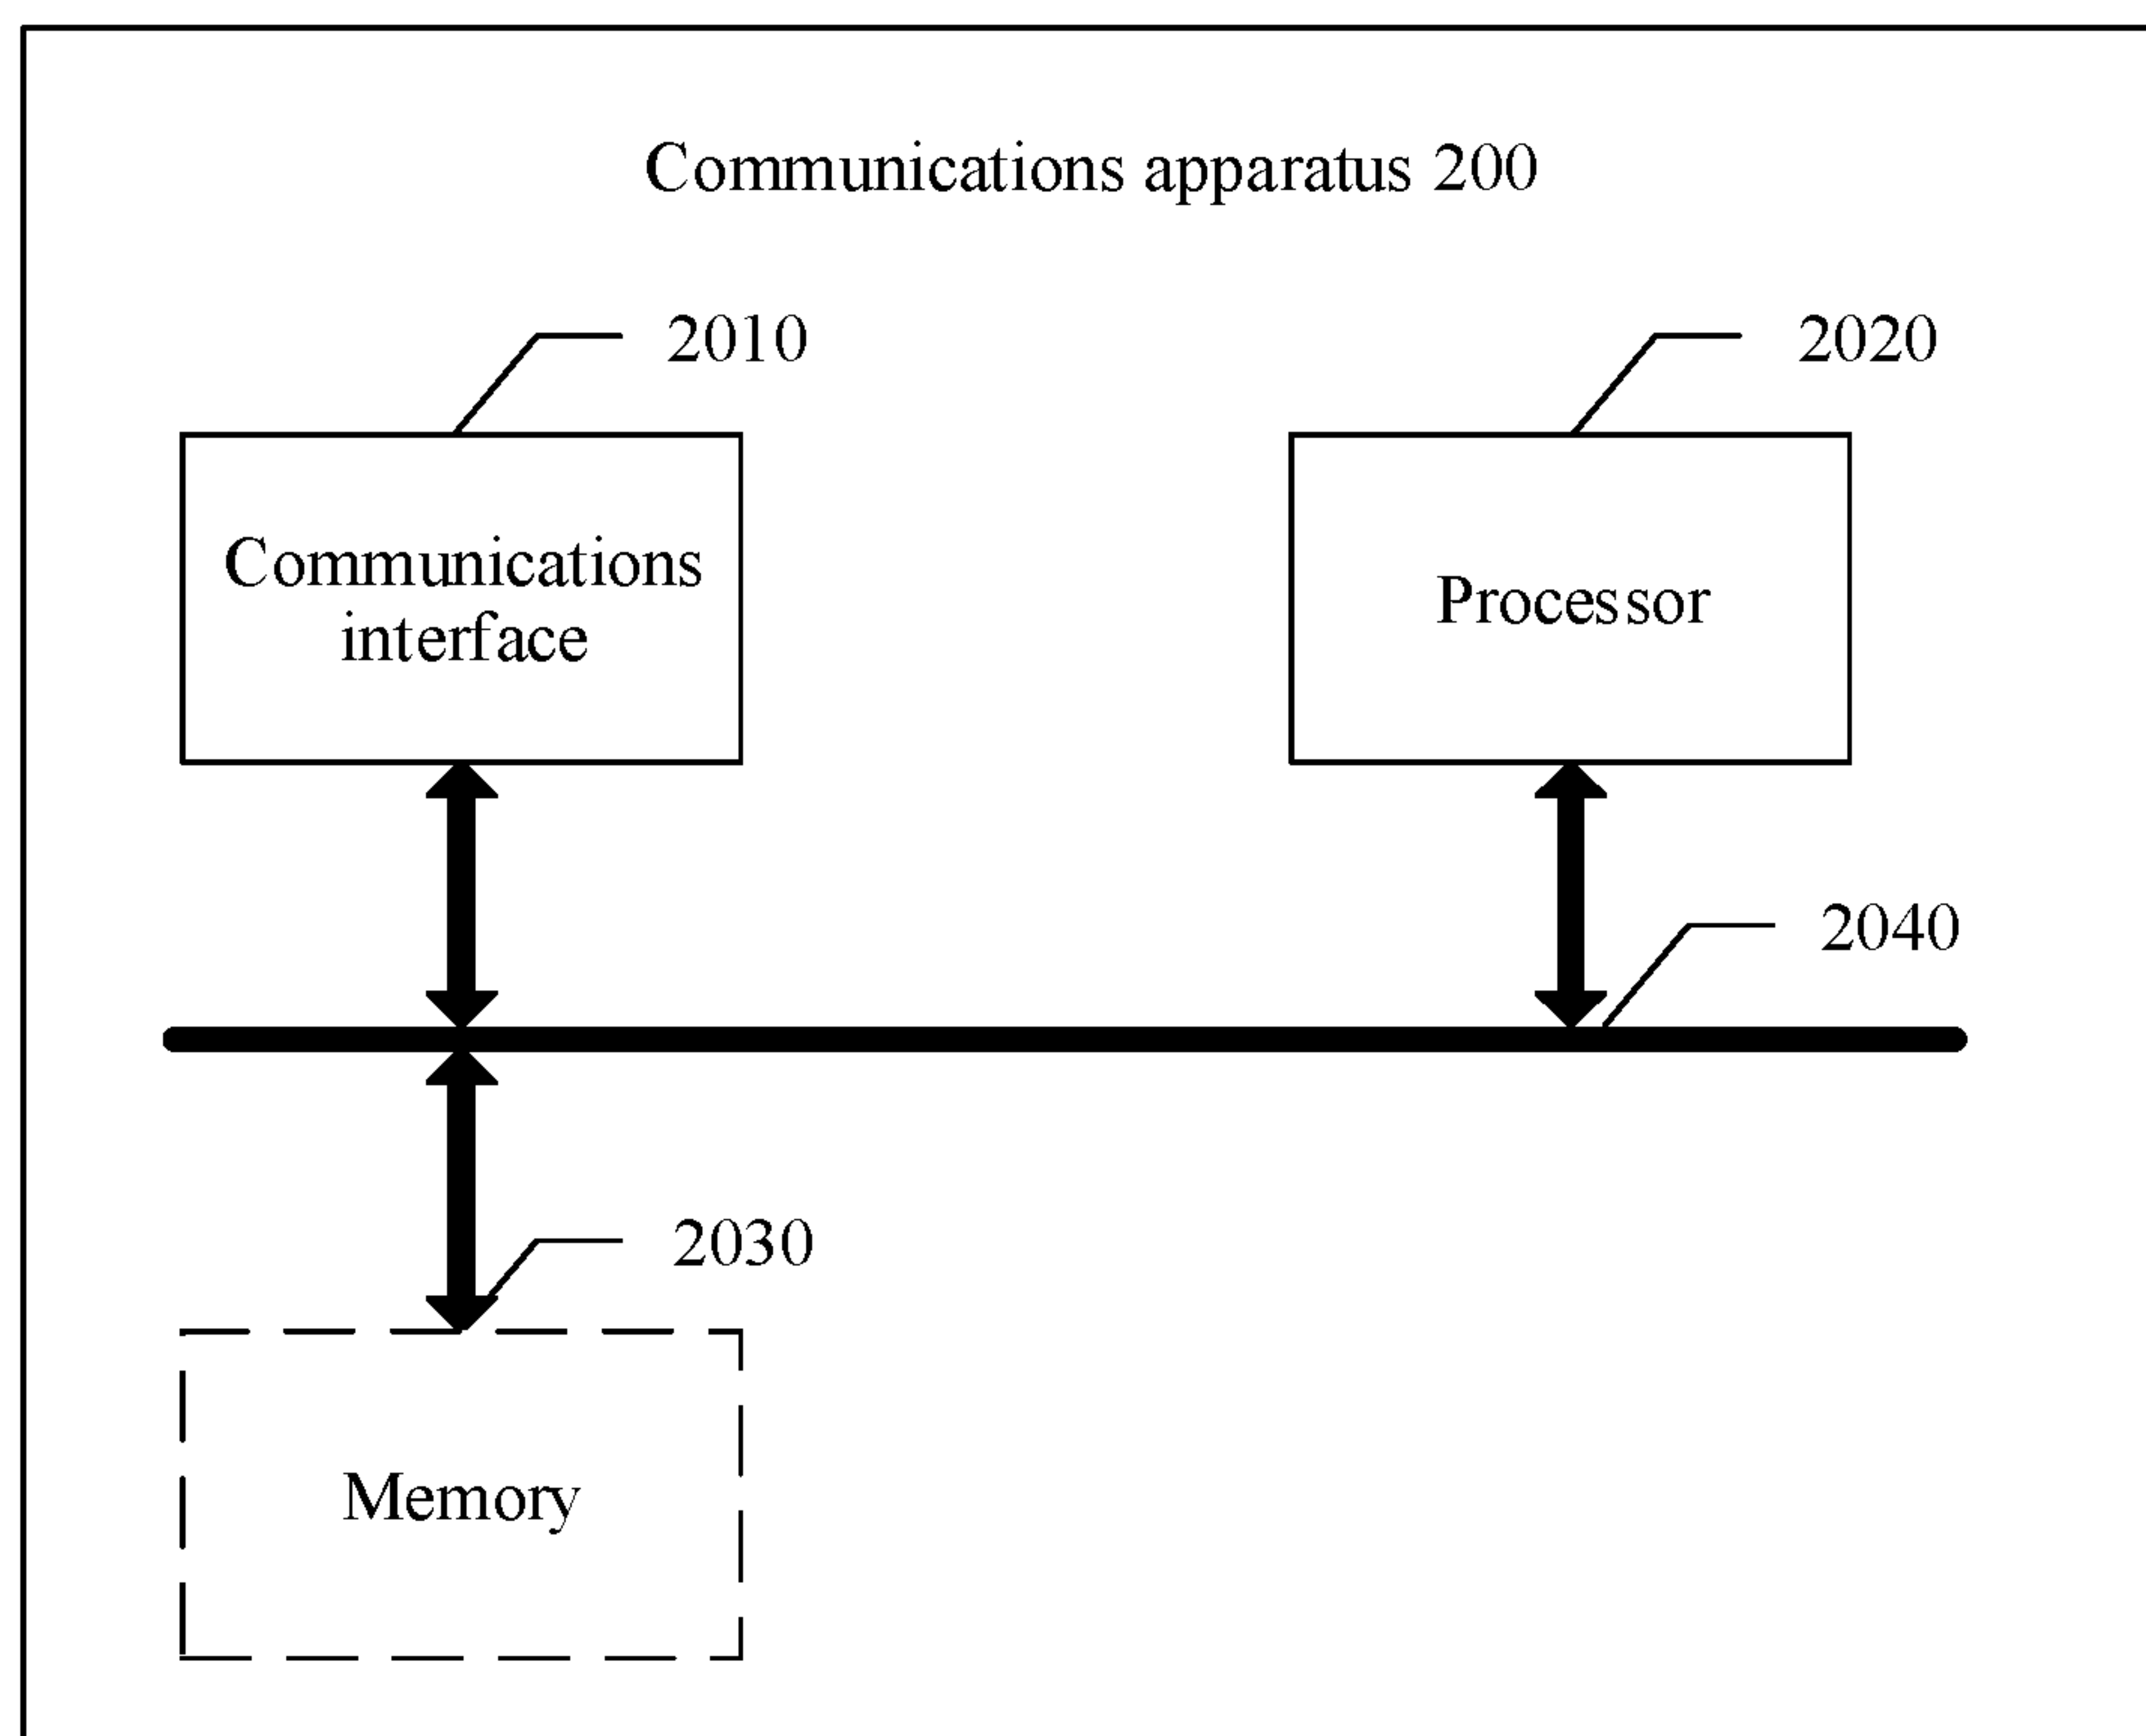 Communications apparatus 200
2010
2020
Communications
interface
Processor
2040
2030
Memory